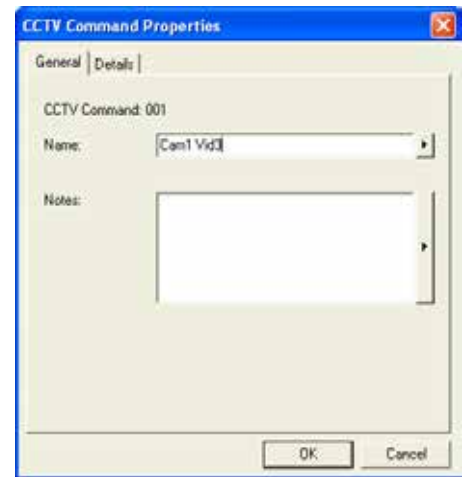 CCTV Command Properties
General Details
CCTV Command: 001
Name: Cam1 Vid3
Notes:
OK Cancel